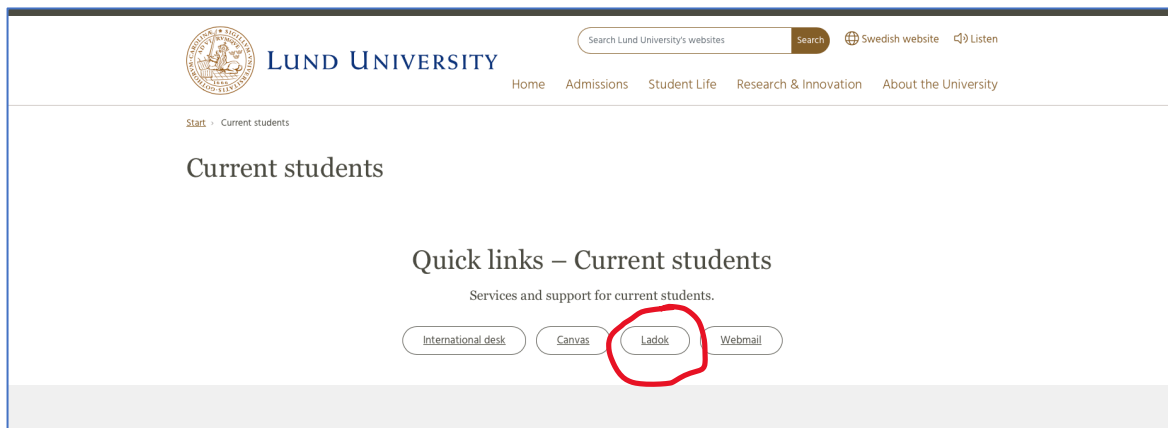 Search Lund University's websites
Search
Swedish website
Listen
LUND UNIVERSITY
Home Admissions Student Life Research & Innovation About the University
Start › Current students
Current students
Quick links – Current students
Services and support for current students.
International desk Canvas Ladok Webmail